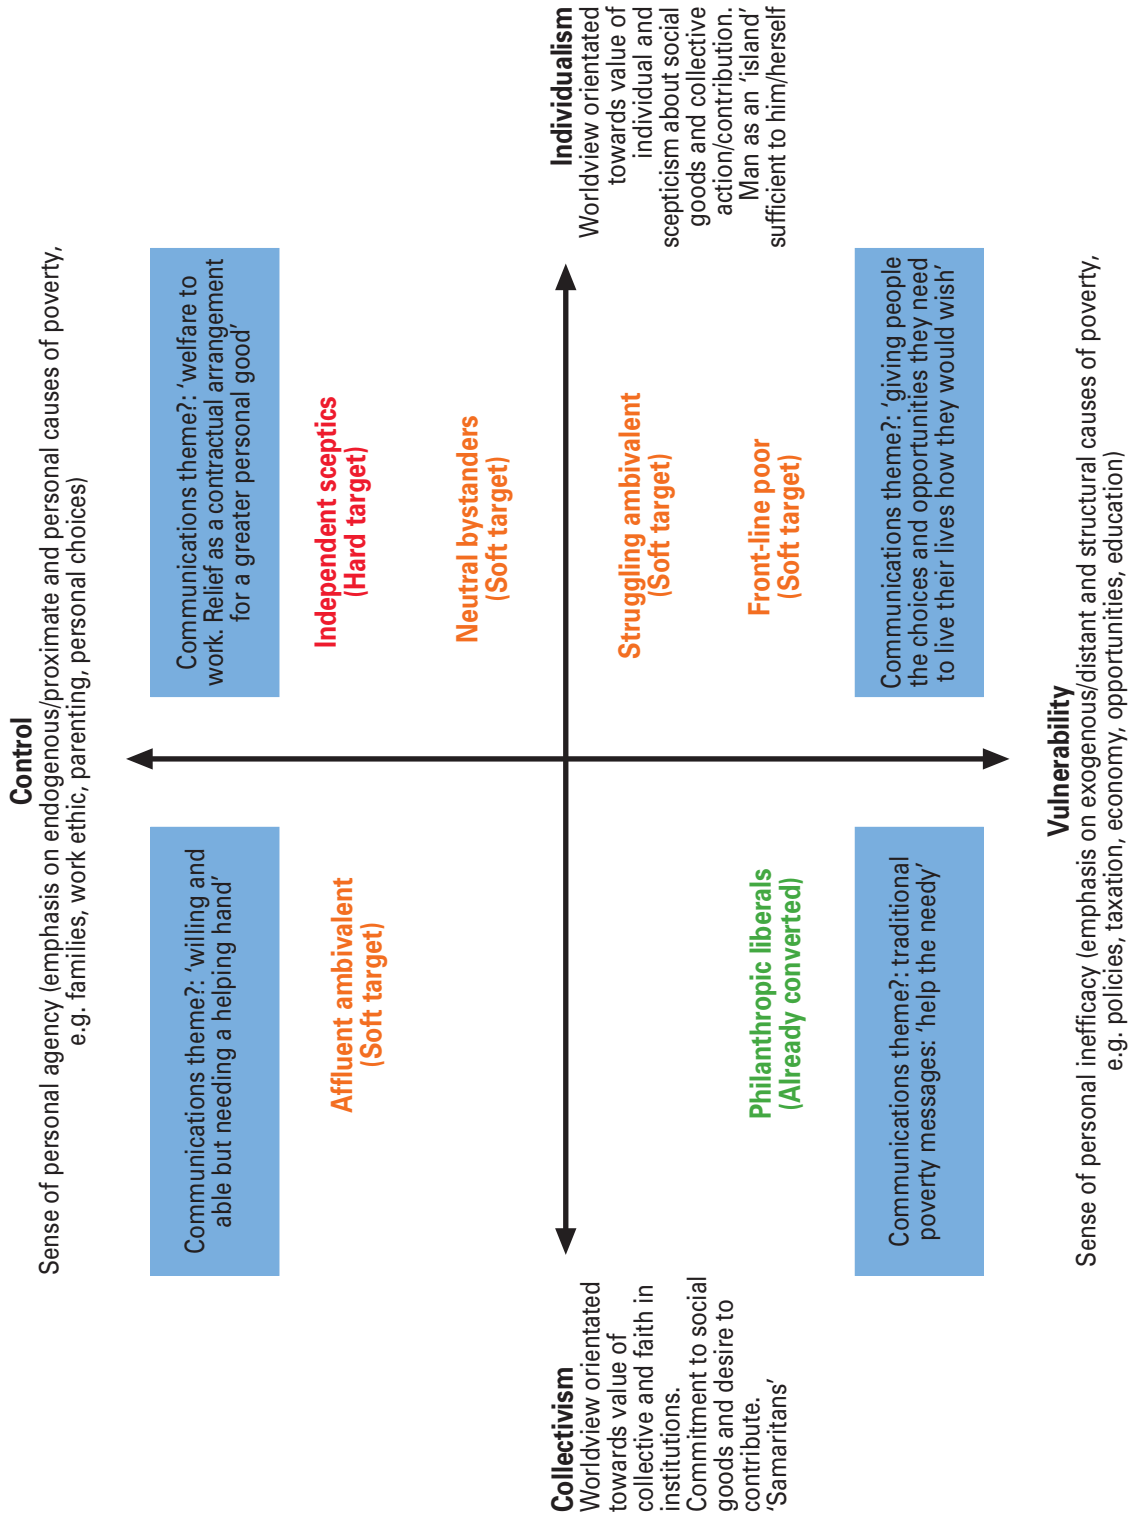 Control
Sense of personal agency (emphasis on endogenous/proximate and personal causes of poverty,
e.g. families, work ethic, parenting, personal choices)
Communications theme?: ‘willing and
able but needing a helping hand’
Communications theme?: ‘welfare to
work. Relief as a contractual arrangement
for a greater personal good’
Affluent ambivalent
(Soft target)
Independent sceptics
(Hard target)
Neutral bystanders
(Soft target)
Collectivism
Worldview orientated
towards value of
collective and faith in
institutions.
Commitment to social
goods and desire to
contribute.
‘Samaritans’
Individualism
Worldview orientated
towards value of
individual and
scepticism about social
goods and collective
action/contribution.
Man as an ‘island’
sufficient to him/herself
Struggling ambivalent
(Soft target)
Philanthropic liberals
(Already converted)
Front-line poor
(Soft target)
Communications theme?: traditional
poverty messages: ‘help the needy’
Communications theme?: ‘giving people
the choices and opportunities they need
to live their lives how they would wish’
Vulnerability
Sense of personal inefficacy (emphasis on exogenous/distant and structural causes of poverty,
e.g. policies, taxation, economy, opportunities, education)